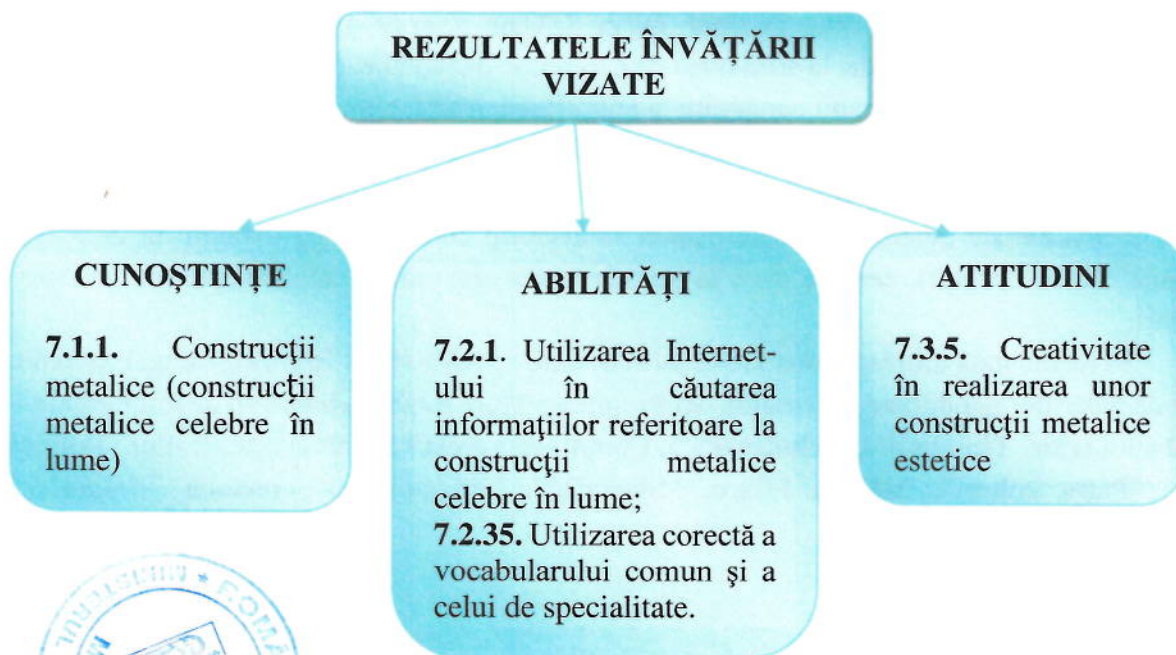 REZULTATELE ÎNVĂȚĂRII
VIZATE
CUNOȘTINȚE
7.1.1. Construcţii
metalice (construcţii
metalice celebre în
lume)
ABILITĂȚI
7.2.1. Utilizarea Internet-
ului în căutarea
informaţiilor referitoare la
construcţii metalice
celebre în lume;
7.2.35. Utilizarea corectă a
vocabularului comun şi a
celui de specialitate.
ATITUDINI
7.3.5. Creativitate
în realizarea unor
construcţii metalice
estetice